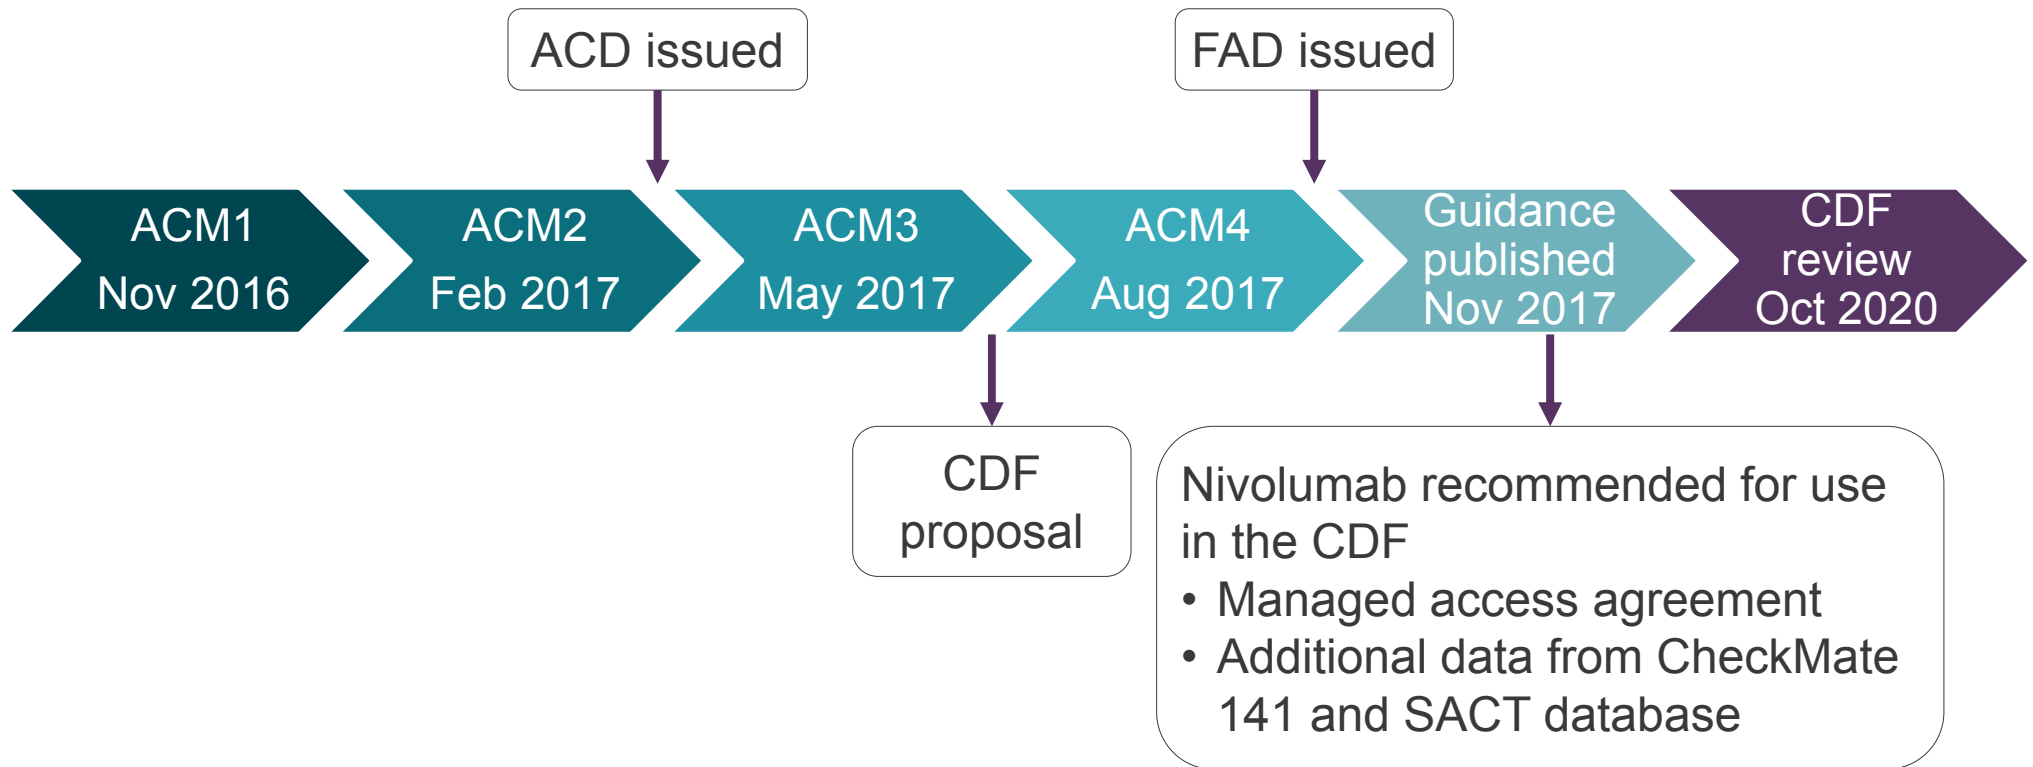 ACD issued
FAD issued
ACM1
Nov 2016
ACM2
Feb 2017
ACM3
May 2017
ACM4
Aug 2017
Guidance
published
Nov 2017
CDF
review
Oct 2020
CDF
proposal
Nivolumab recommended for use
in the CDF
• Managed access agreement
• Additional data from CheckMate
141 and SACT database